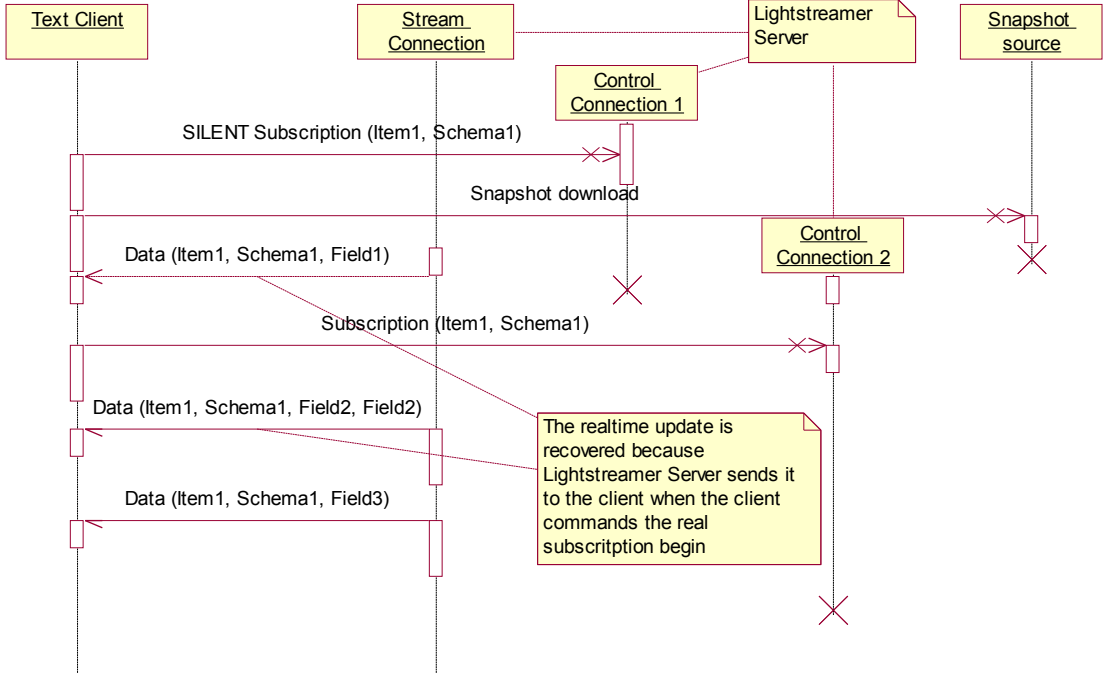 Text Client
Stream
Connection
Lightstreamer
Server
Snapshot
source
Control
Connection 1
SILENT Subscription (Item1, Schema1)
Snapshot download
Control
Connection 2
Data (Item1, Schema1, Field1)
Subscription (Item1, Schema1)
Data (Item1, Schema1, Field2, Field2)
The realtime update is
recovered because
Lightstreamer Server sends it
to the client when the client
commands the real
subscritption begin
Data (Item1, Schema1, Field3)